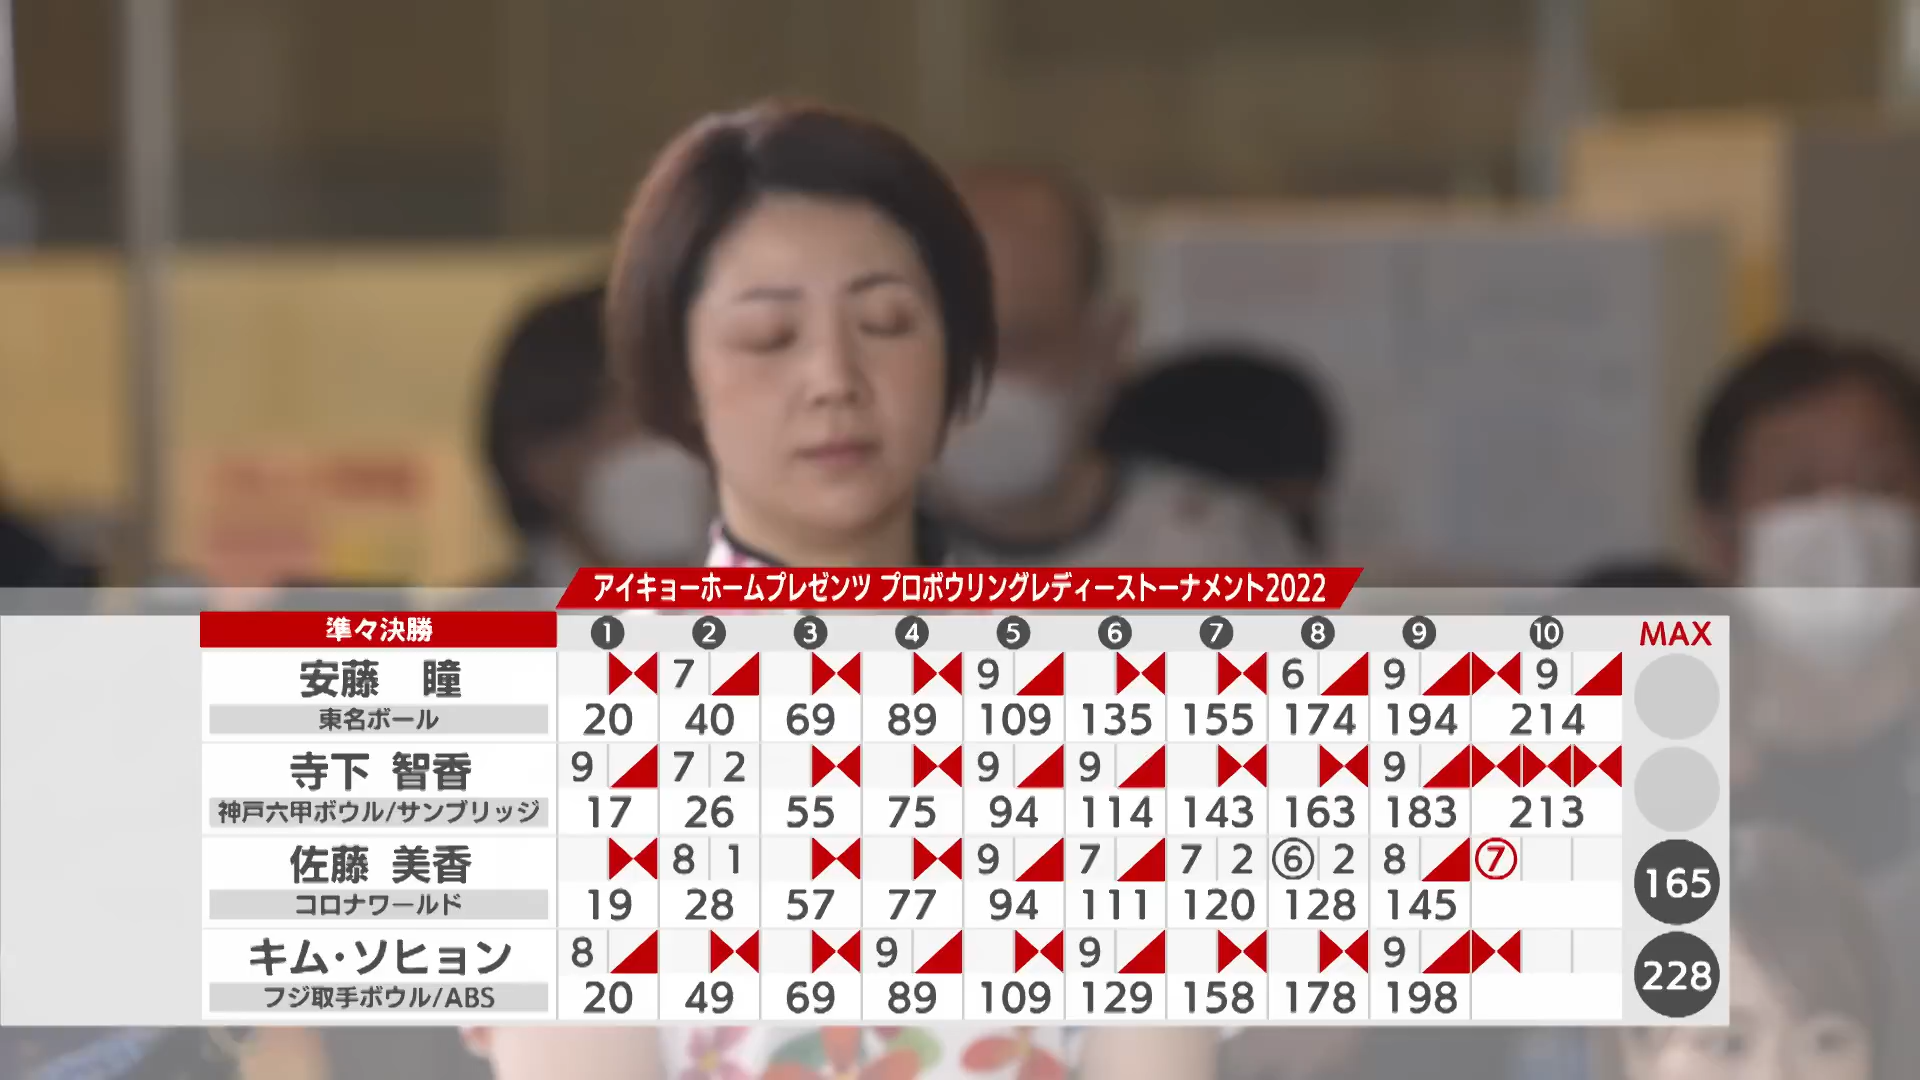 アイキョーホームプレゼンツ プロボウリングレディーストーナメント2022
準々決勝 1 2 3 4 5 6 7 8 9 10 MAX
安藤 瞳 7 9 6 9 9
東名ボール 20 40 69 89 109 135 155 174 194 214
寺下 智香 9 7 2 9 9 9
神戸六甲ボウル/サンブリッジ 17 26 55 75 94 114 143 163 183 213
佐藤 美香 8 1 9 7 7 2 ⑥ 2 8 ⑦ 165
コロナワールド 19 28 57 77 94 111 120 128 145
キム・ソヒョン 8 9 9 9 228
フジ取手ボウル/ABS 20 49 69 89 109 129 158 178 198